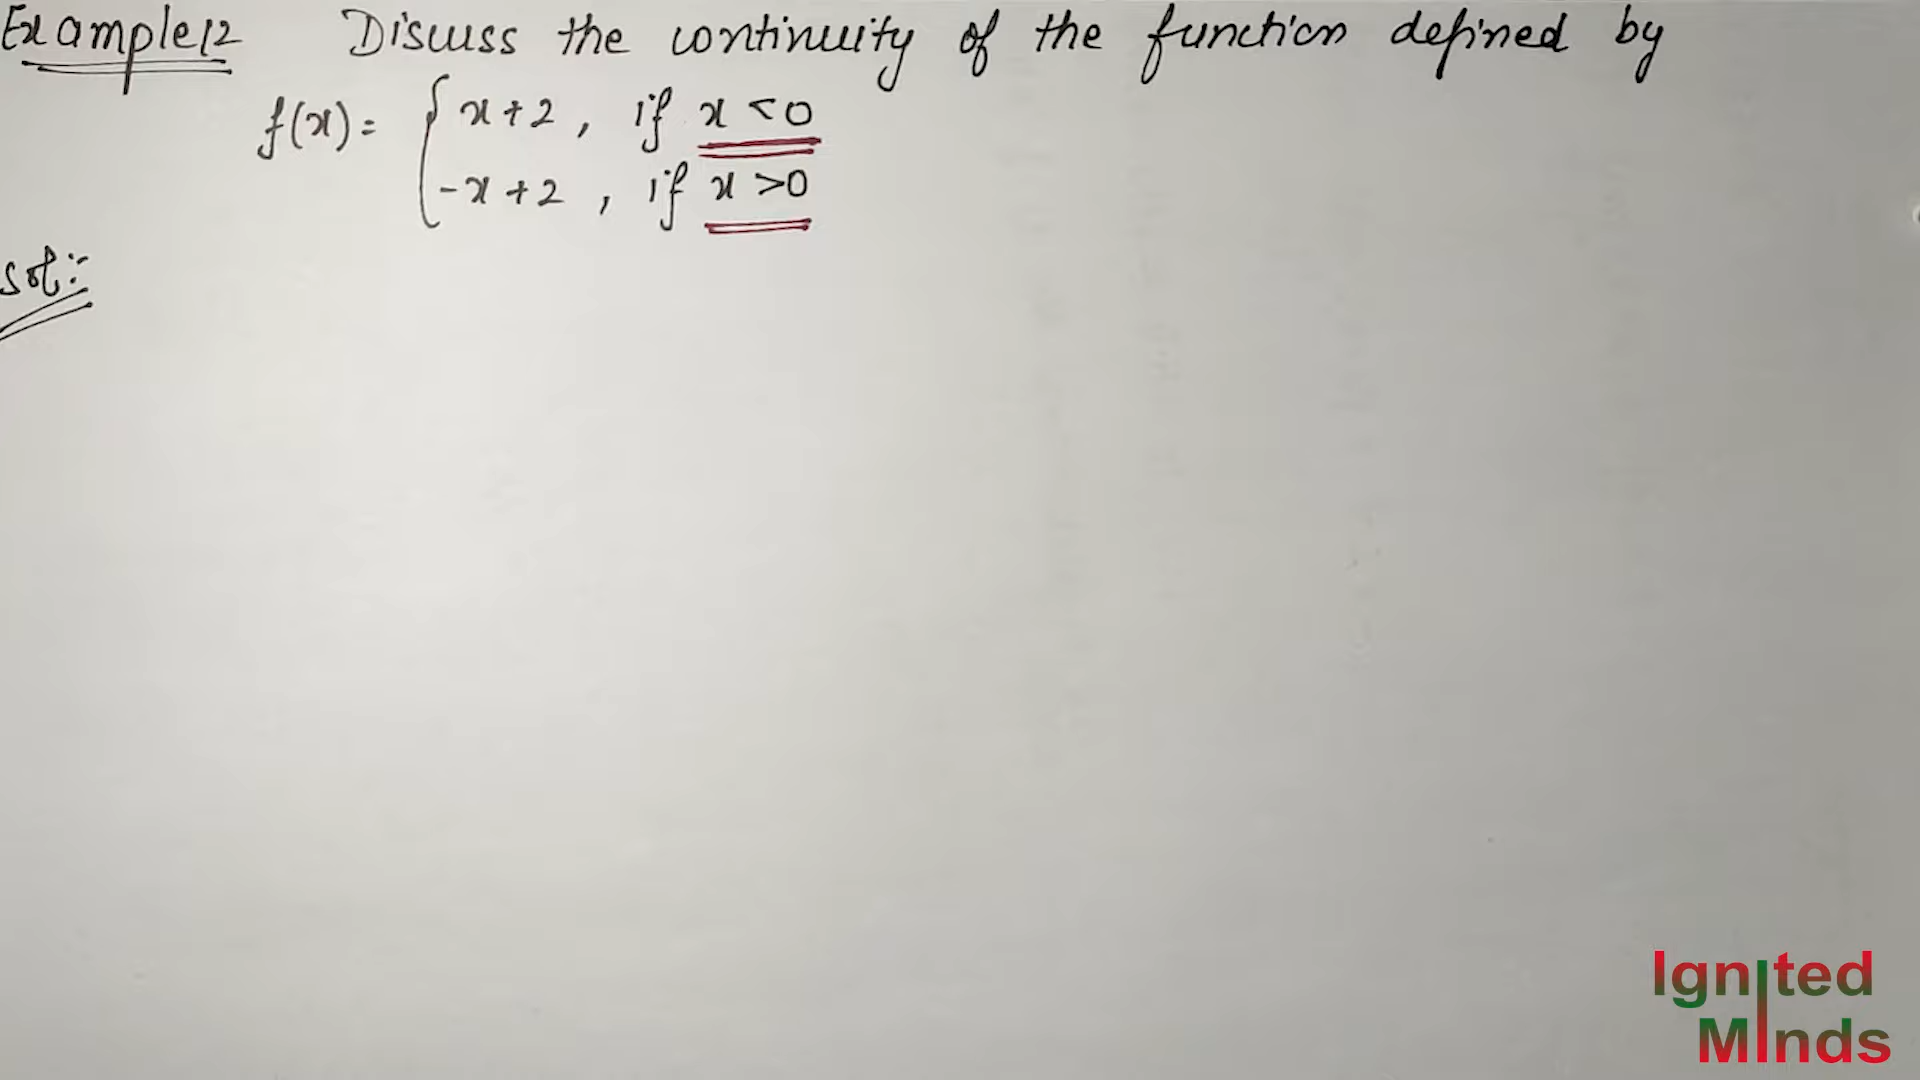 Example 12 Discuss the continuity of the function defined by
f(x) = { x + 2 , if x < 0
-x + 2 , if x > 0
sol:-
Ignited
Minds